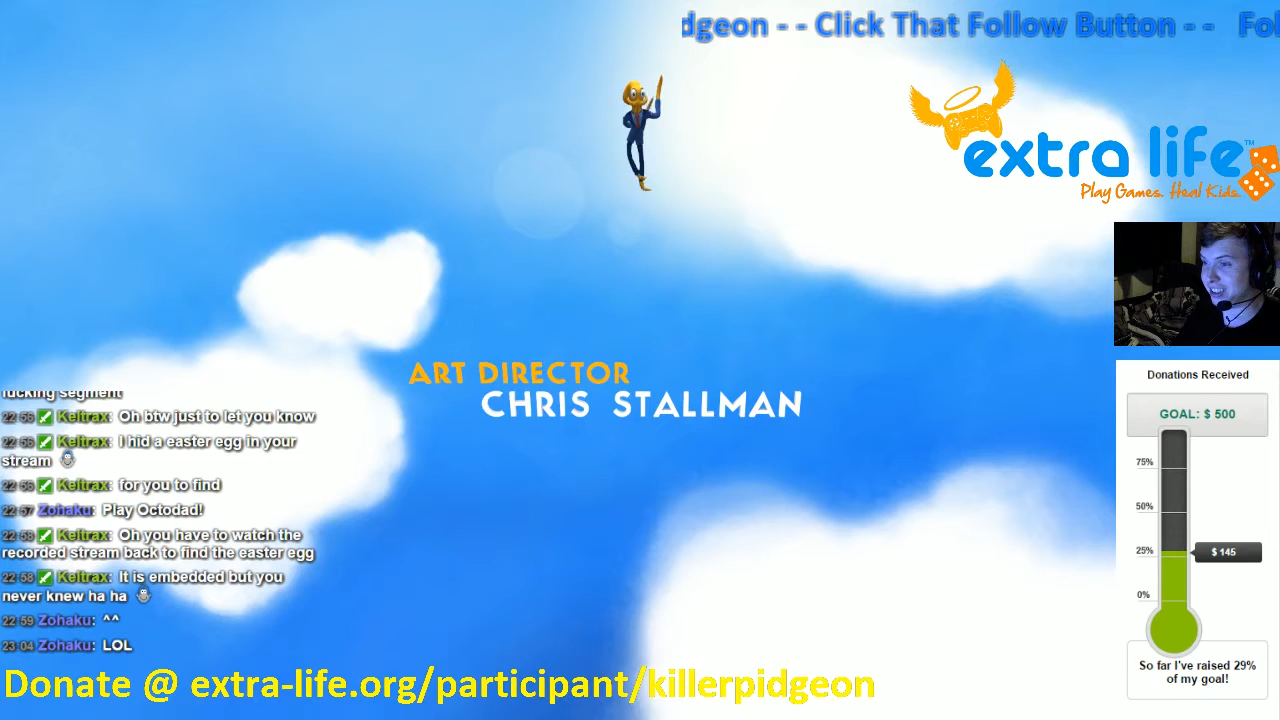 dgeon - - Click That Follow Button - - Fol
extra life™
Play Games. Heal Kids.
ART DIRECTOR
CHRIS STALLMAN
Donations Received
GOAL: $ 500
75%
50%
25%
$ 145
0%
So far I've raised 29%
of my goal!
fucking segment
22:56 Keltrax: Oh btw just to let you know
22:56 Keltrax: I hid a easter egg in your
stream
22:56 Keltrax: for you to find
22:57 Zohaku: Play Octodad!
22:58 Keltrax: Oh you have to watch the
recorded stream back to find the easter egg
22:58 Keltrax: It is embedded but you
never knew ha ha
22:59 Zohaku: ^^
23:04 Zohaku: LOL
Donate @ extra-life.org/participant/killerpidgeon